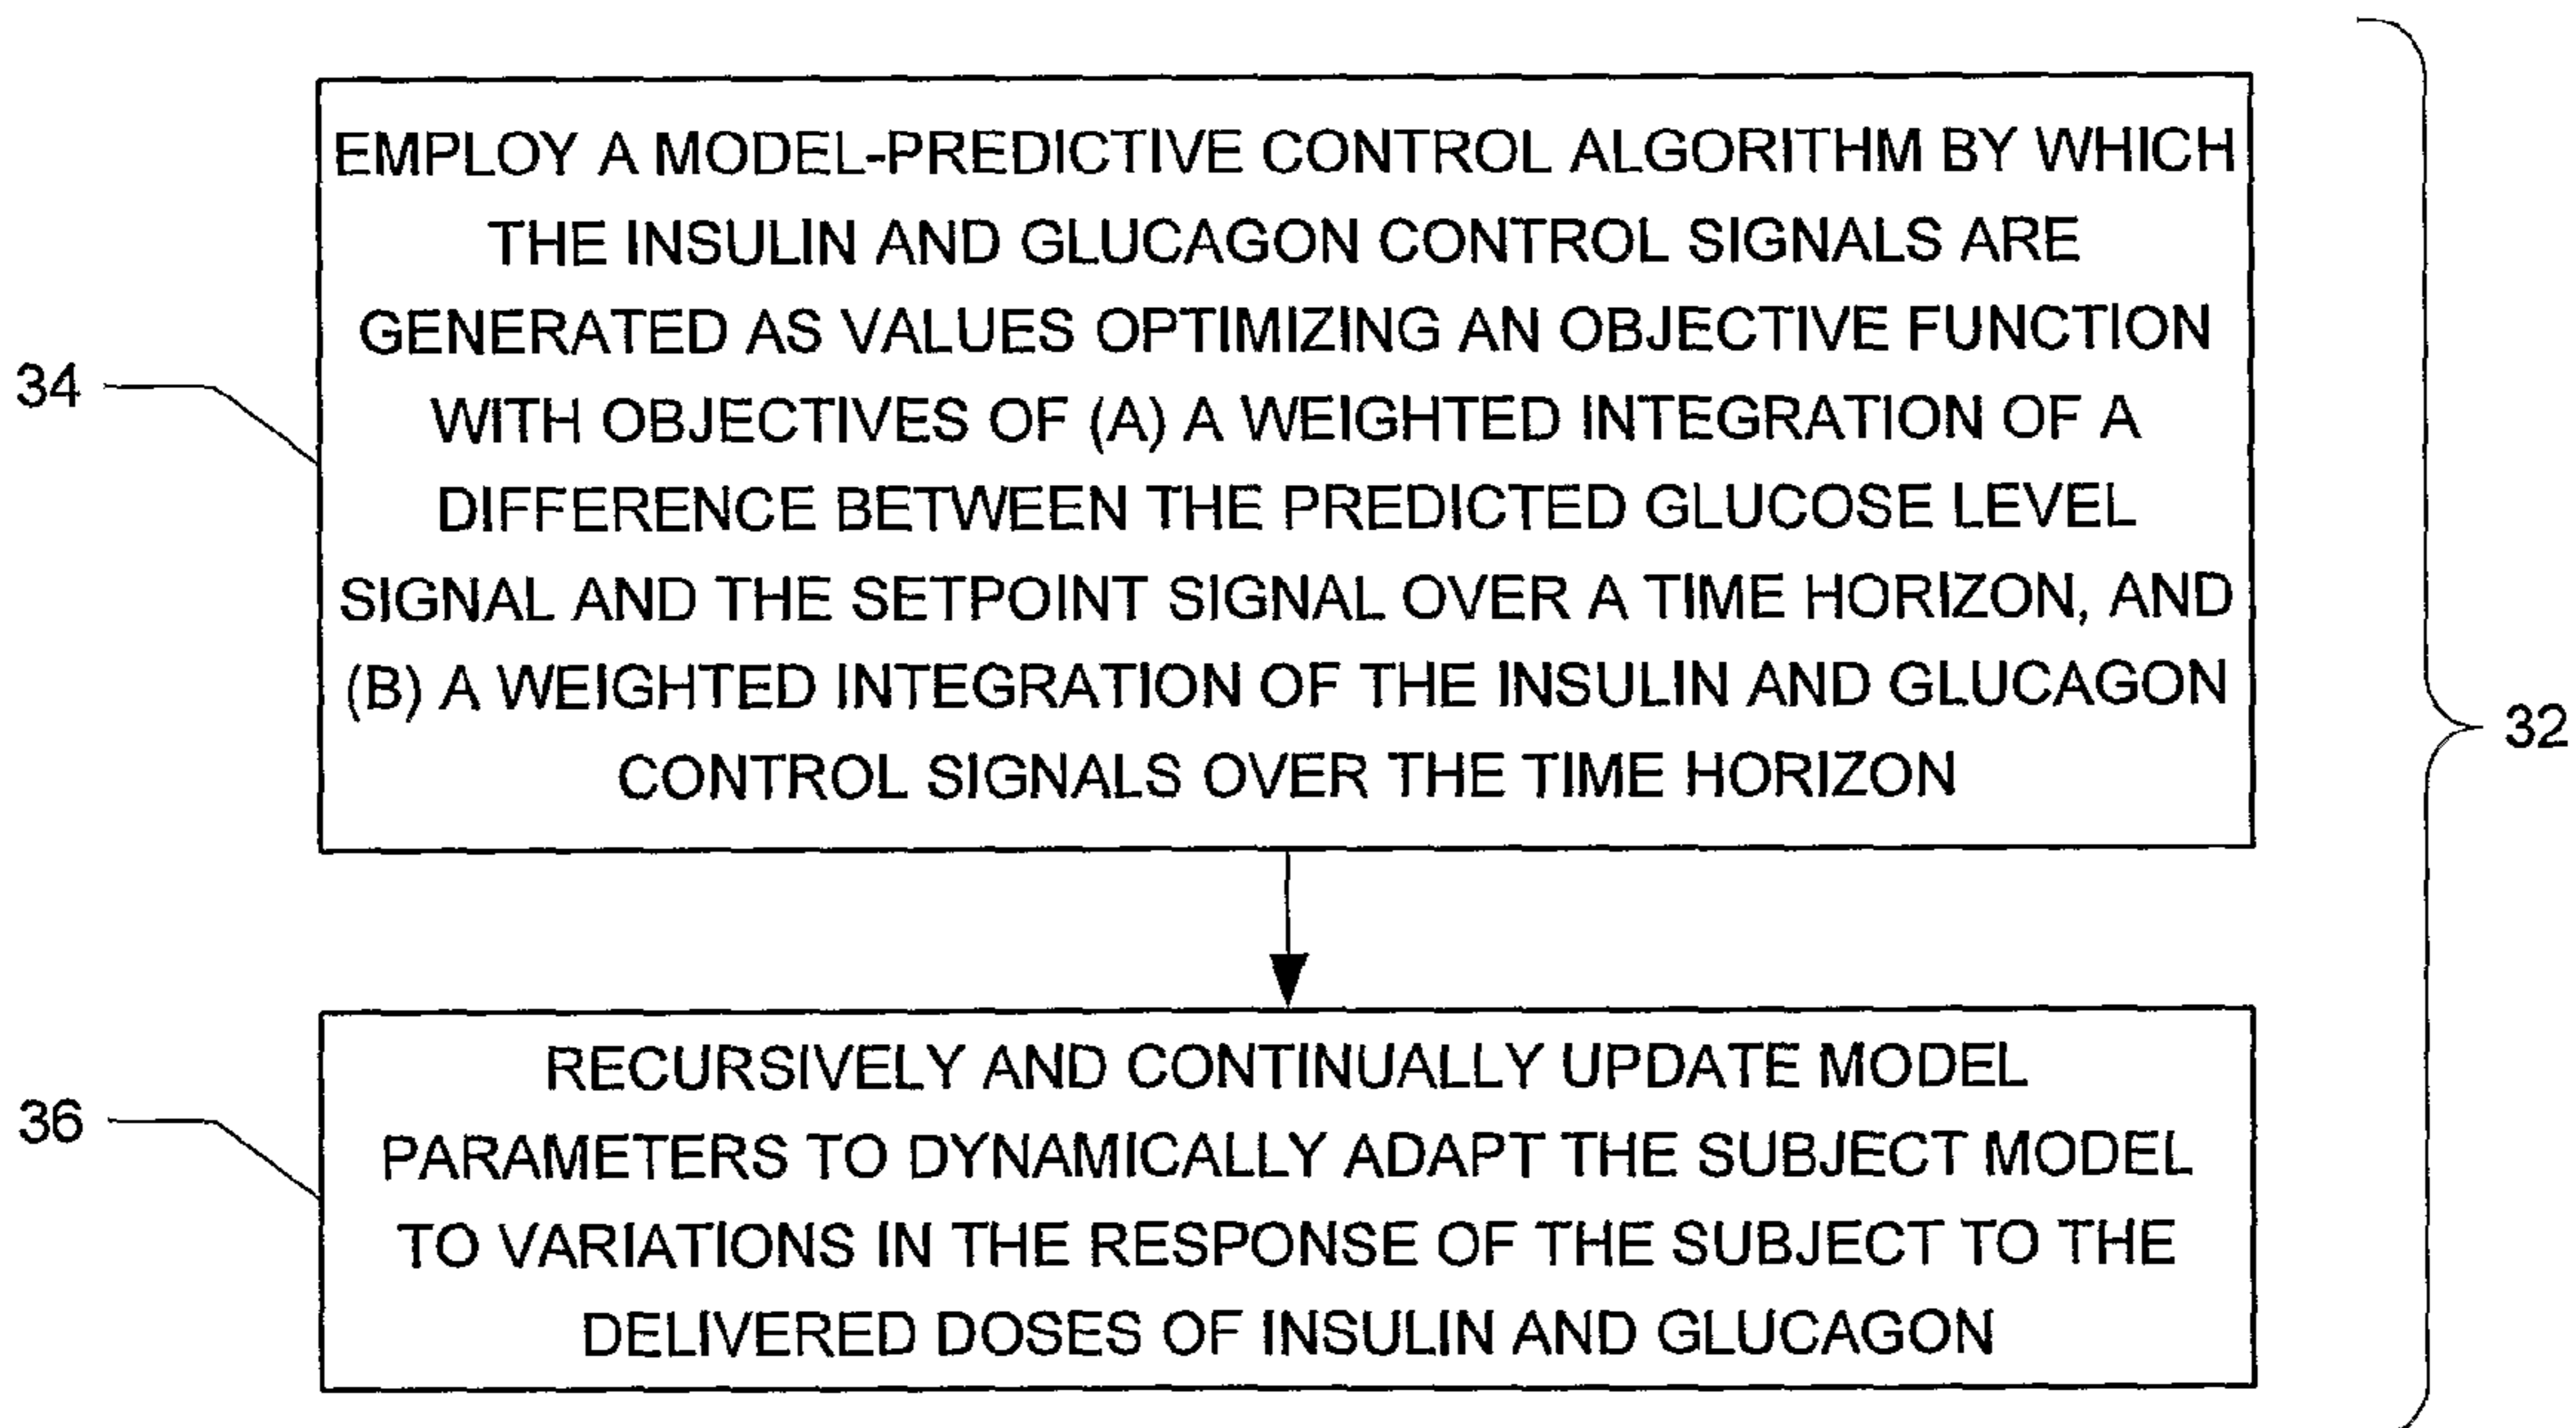 EMPLOY A MODEL-PREDICTIVE CONTROL ALGORITHM BY WHICH
THE INSULIN AND GLUCAGON CONTROL SIGNALS ARE
GENERATED AS VALUES OPTIMIZING AN OBJECTIVE FUNCTION
WITH OBJECTIVES OF (A) A WEIGHTED INTEGRATION OF A
DIFFERENCE BETWEEN THE PREDICTED GLUCOSE LEVEL
SIGNAL AND THE SETPOINT SIGNAL OVER A TIME HORIZON, AND
(B) A WEIGHTED INTEGRATION OF THE INSULIN AND GLUCAGON
CONTROL SIGNALS OVER THE TIME HORIZON
34
32
RECURSIVELY AND CONTINUALLY UPDATE MODEL
PARAMETERS TO DYNAMICALLY ADAPT THE SUBJECT MODEL
TO VARIATIONS IN THE RESPONSE OF THE SUBJECT TO THE
DELIVERED DOSES OF INSULIN AND GLUCAGON
36